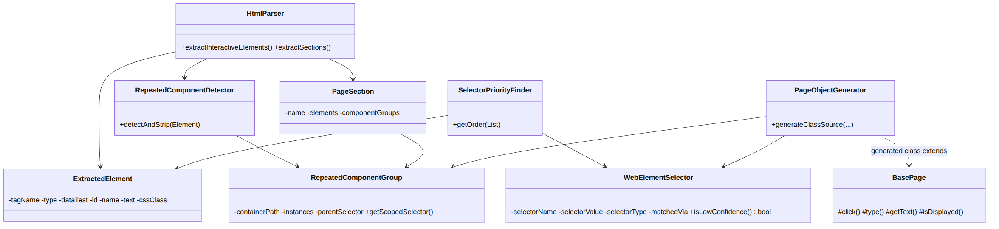 HtmlParser
+extractInteractiveElements() +extractSections()
RepeatedComponentDetector
+detectAndStrip(Element)
PageSection
-name -elements -componentGroups
SelectorPriorityFinder
+getOrder(List)
PageObjectGenerator
+generateClassSource(...)
generated class extends
ExtractedElement
-tagName -type -dataTest -id -name -text -cssClass
RepeatedComponentGroup
-containerPath -instances -parentSelector +getScopedSelector()
WebElementSelector
-selectorName -selectorValue -selectorType -matchedVia +isLowConfidence() : bool
BasePage
#click() #type() #getText() #isDisplayed()